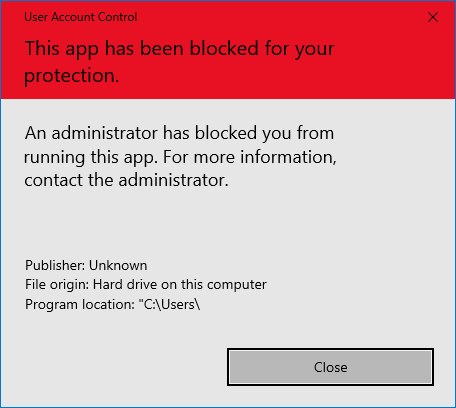 User Account Control
This app has been blocked for your
protection.
An administrator has blocked you from
running this app. For more information,
contact the administrator.
Publisher: Unknown
File origin: Hard drive on this computer
Program location: "C:\Users\
Close